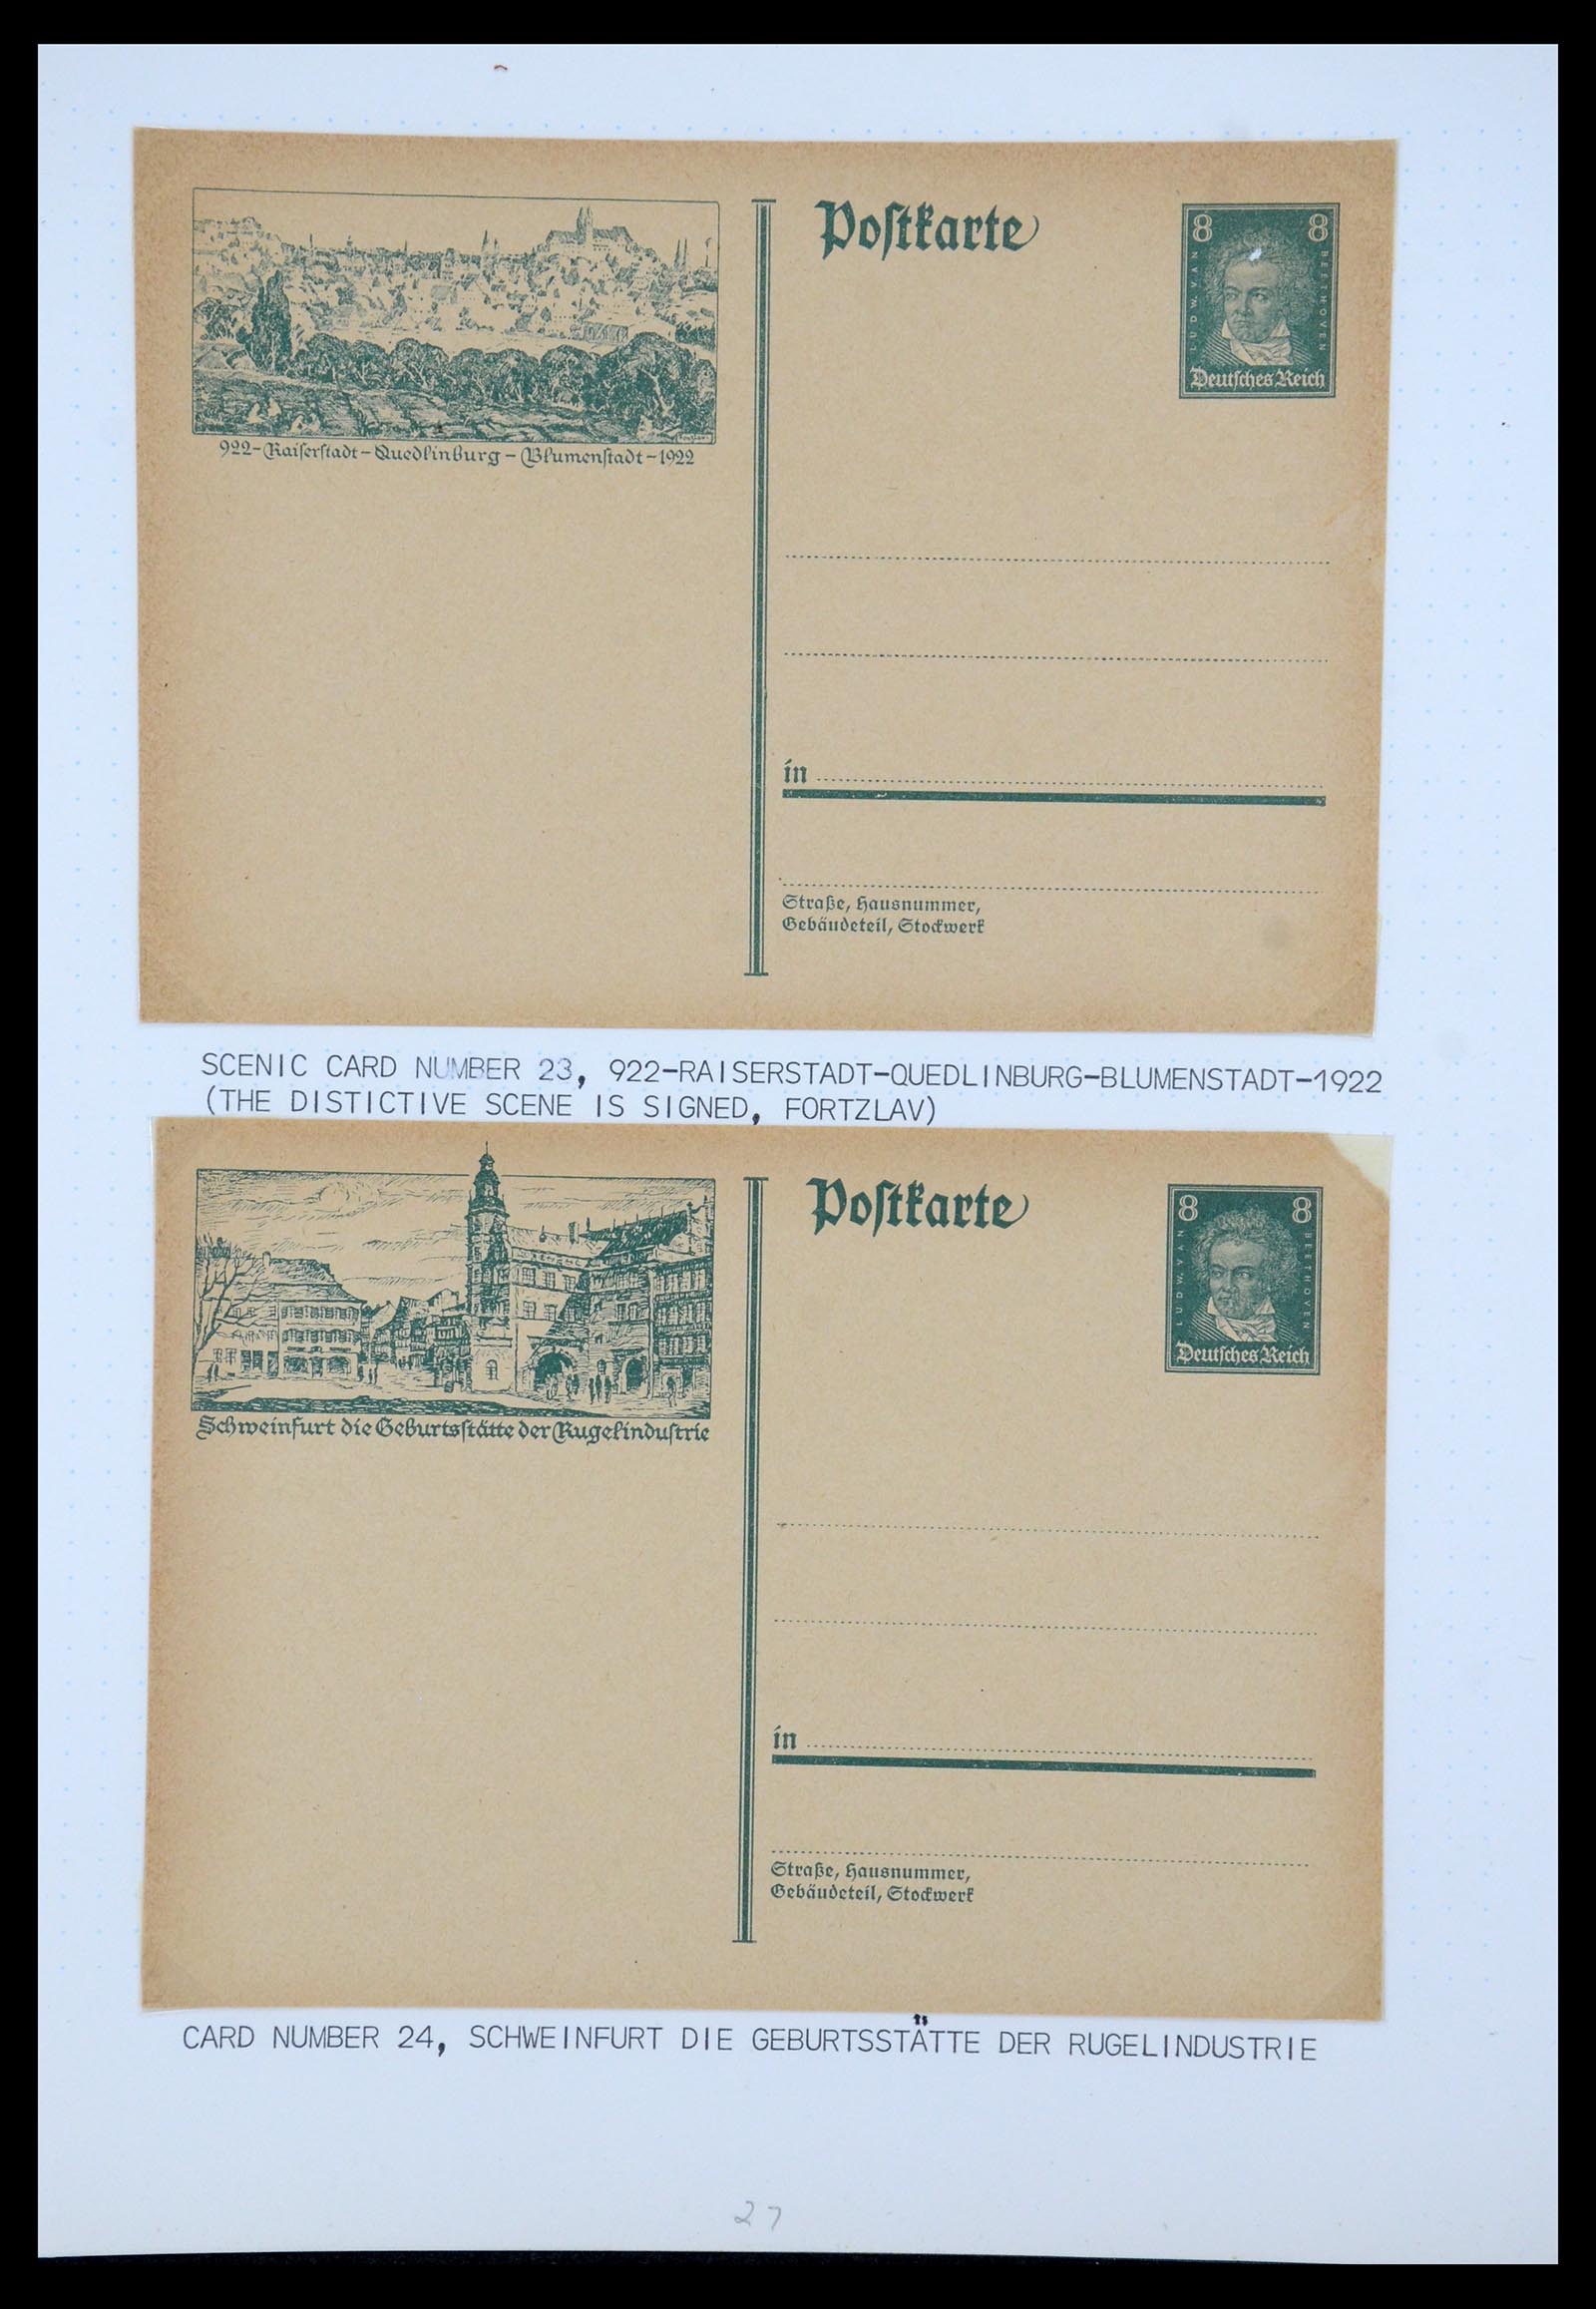 922-Kaiserstadt-Quedlinburg-Blumenstadt-1922
Postkarte
8 8
LUDW. VAN BEETHOVEN
Deutsches Reich
in
Straße, Hausnummer,
Gebäudeteil, Stockwerk
SCENIC CARD NUMBER 23, 922-RAISERSTADT-QUEDLINBURG-BLUMENSTADT-1922
(THE DISTICTIVE SCENE IS SIGNED, FORTZLAV)
Schweinfurt die Geburtsstätte der Kugelindustrie
Postkarte
8 8
LUDW. VAN BEETHOVEN
Deutsches Reich
in
Straße, Hausnummer,
Gebäudeteil, Stockwerk
CARD NUMBER 24, SCHWEINFURT DIE GEBURTSSTÄTTE DER RUGELINDUSTRIE
27